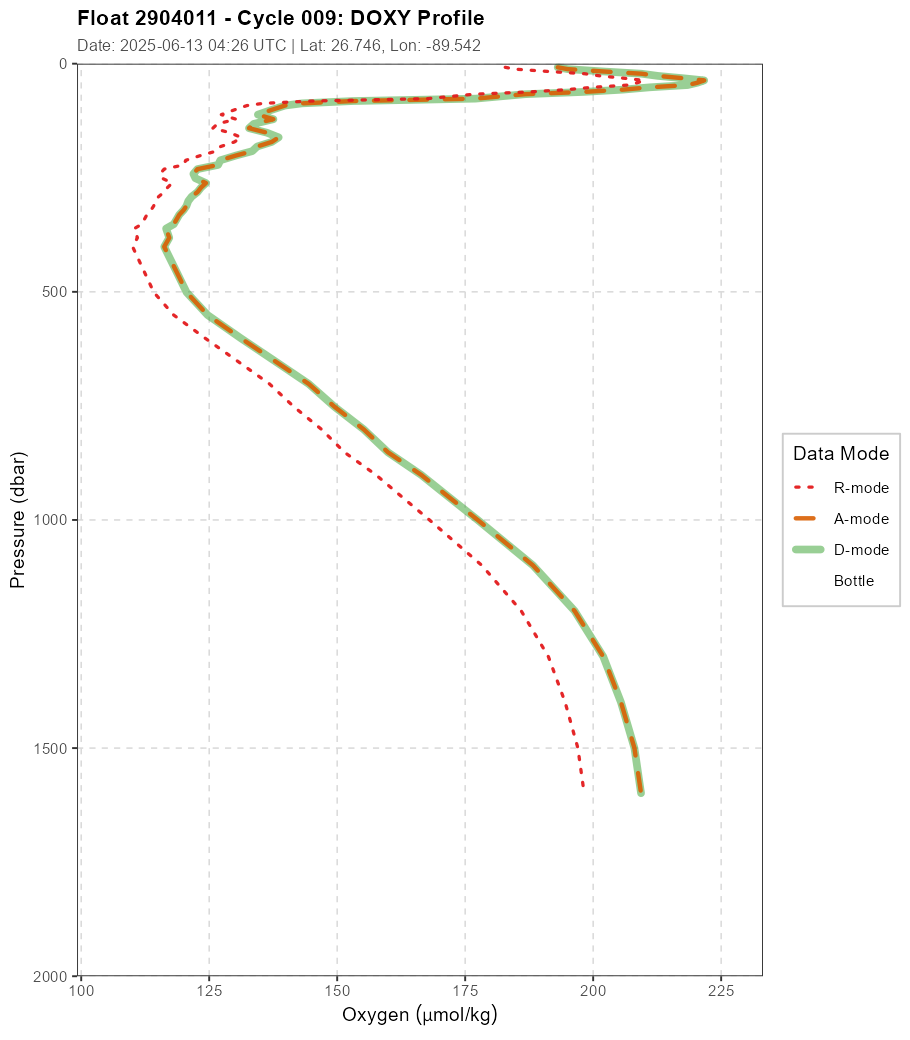 Float 2904011 - Cycle 009: DOXY Profile
Date: 2025-06-13 04:26 UTC | Lat: 26.746, Lon: -89.542
0
500
1000
1500
2000
Pressure (dbar)
100 125 150 175 200 225
Oxygen (μmol/kg)
Data Mode
R-mode
A-mode
D-mode
Bottle